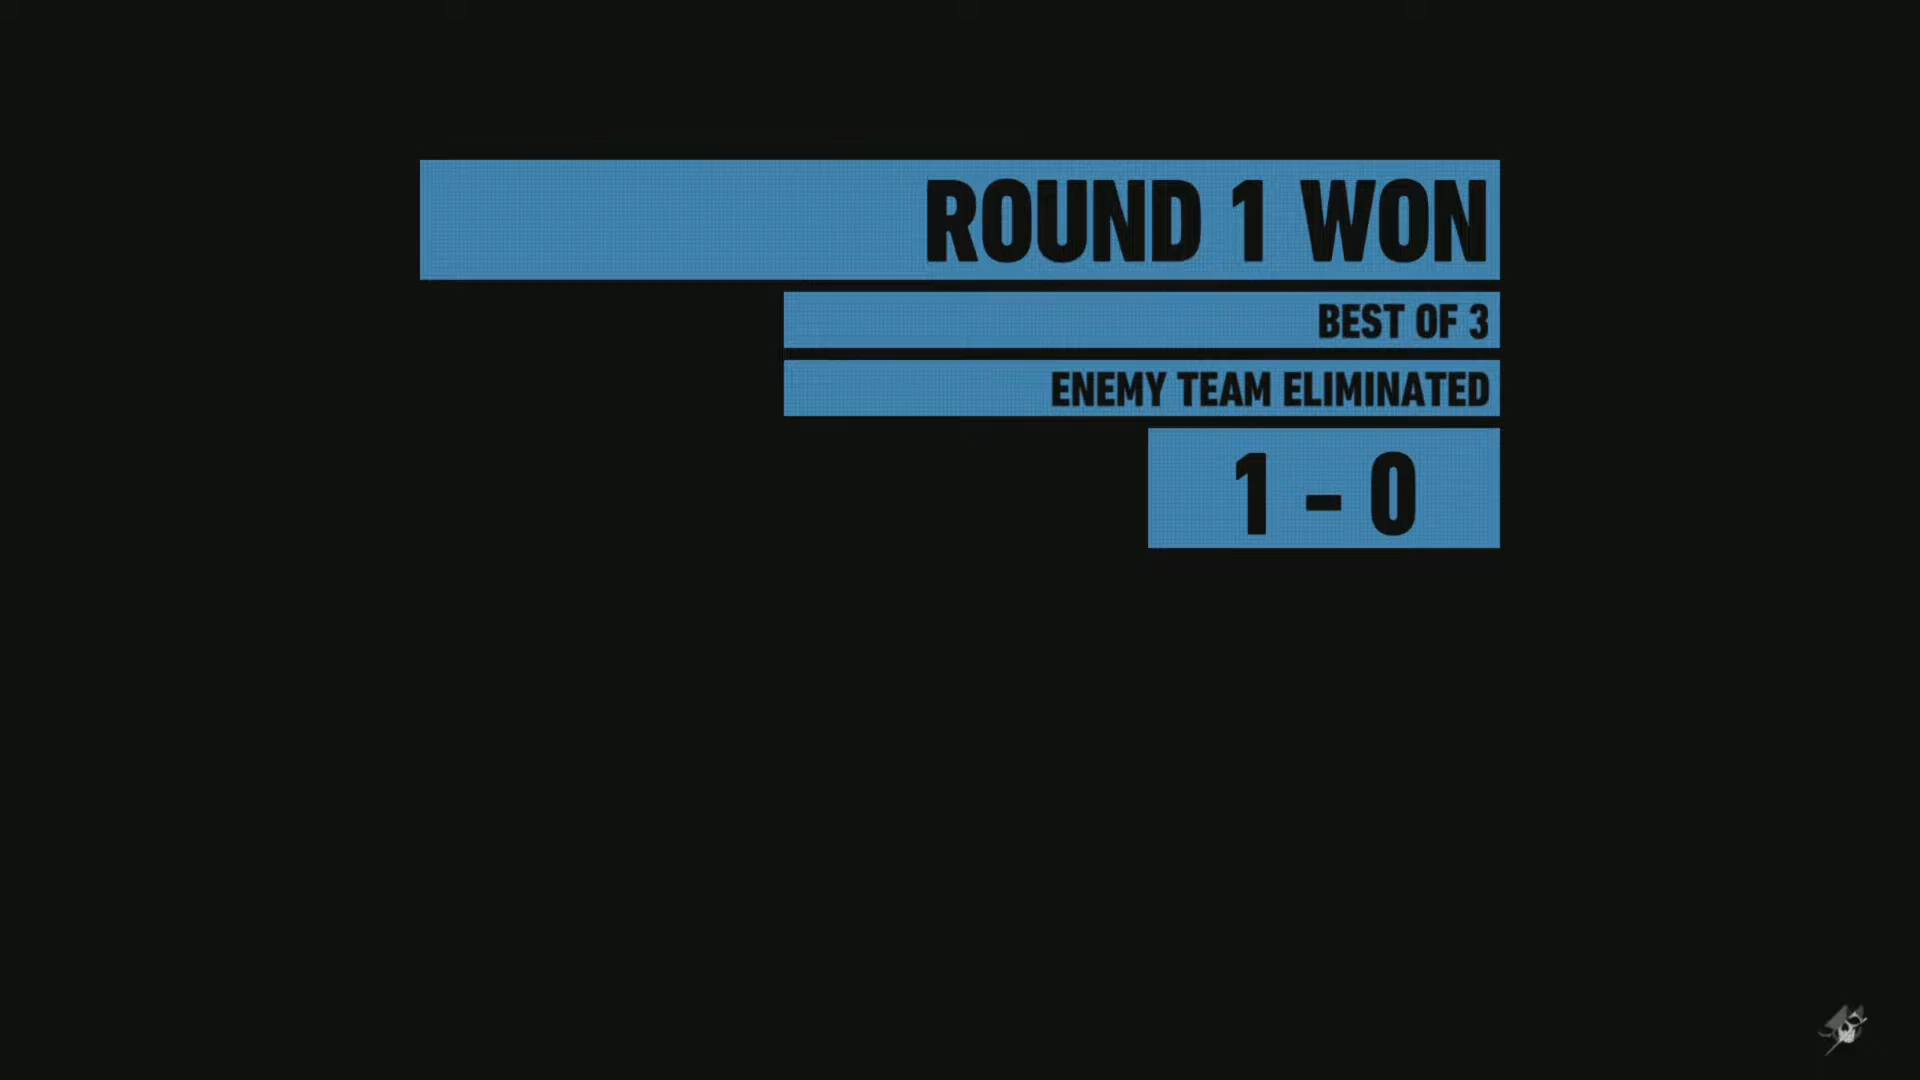 ROUND 1 WON
BEST OF 3
ENEMY TEAM ELIMINATED
1 - 0